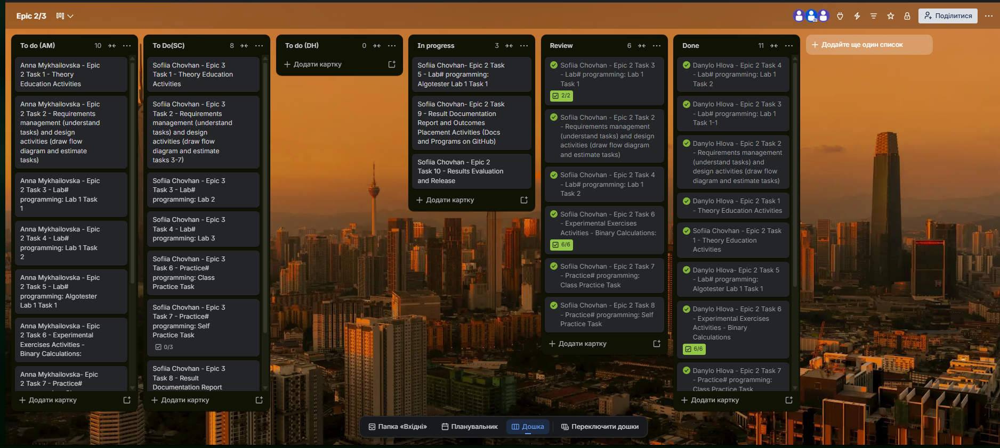 Epic 2/3
Поділитися
To do (AM) 10
Anna Mykhailovska - Epic
2 Task 1 - Theory
Education Activities
Anna Mykhailovska - Epic
2 Task 2 - Requirements
management (understand
tasks) and design
activities (draw flow
diagram and estimate
tasks)
Anna Mykhailovska - Epic
2 Task 3 - Lab#
programming: Lab 1 Task
1
Anna Mykhailovska - Epic
2 Task 4 - Lab#
programming: Lab 1 Task
2
Anna Mykhailovska - Epic
2 Task 5 - Lab#
programming: Algotester
Lab 1 Task 1
Anna Mykhailovska - Epic
2 Task 6 - Experimental
Exercises Activities -
Binary Calculations:
Anna Mykhailovska- Epic
2 Task 7 - Practice#
Додати картку
To Do(SC) 8
Sofiia Chovhan - Epic 3
Task 1 - Theory Education
Activities
Sofiia Chovhan - Epic 3
Task 2 - Requirements
management (understand
tasks) and design
activities (draw flow
diagram and estimate
tasks 3-7)
Sofiia Chovhan - Epic 3
Task 3 - Lab#
programming: Lab 2
Sofiia Chovhan - Epic 3
Task 4 - Lab#
programming: Lab 3
Sofiia Chovhan - Epic 3
Task 6 - Practice#
programming: Class
Practice Task
Sofiia Chovhan - Epic 3
Task 7 - Practice#
programming: Self
Practice Task
0/3
Sofiia Chovhan - Epic 3
Task 8 - Result
Documentation Report
Додати картку
To do (DH) 0
Додати картку
In progress 3
Sofiia Chovhan- Epic 2 Task
5 - Lab# programming:
Algotester Lab 1 Task 1
Sofiia Chovhan- Epic 2 Task
9 - Result Documentation
Report and Outcomes
Placement Activities (Docs
and Programs on GitHub)
Sofiia Chovhan - Epic 2
Task 10 - Results Evaluation
and Release
Додати картку
Review 6
Sofiia Chovhan - Epic 2 Task 3
- Lab# programming: Lab 1
Task 1
2/2
Sofiia Chovhan - Epic 2 Task 2
- Requirements management
(understand tasks) and design
activities (draw flow diagram
and estimate tasks)
Sofiia Chovhan - Epic 2 Task 4
- Lab# programming: Lab 1
Task 2
Sofiia Chovhan - Epic 2 Task 6
- Experimental Exercises
Activities - Binary Calculations:
6/6
Sofiia Chovhan - Epic 2 Task 7
- Practice# programming:
Class Practice Task
Sofiia Chovhan - Epic 2 Task 8
- Practice# programming: Self
Practice Task
Додати картку
Done 11
Danylo Hlova - Epic 2 Task 4
- Lab# programming: Lab 1
Task 2
Danylo Hlova - Epic 2 Task 3
- Lab# programming: Lab 1
Task 1-1
Danylo Hlova - Epic 2 Task 2
- Requirements management
(understand tasks) and
design activities (draw flow
diagram and estimate tasks)
Danylo Hlova - Epic 2 Task 1
- Theory Education Activities
Sofiia Chovhan - Epic 2 Task
1 - Theory Education
Activities
Danylo Hlova- Epic 2 Task 5
- Lab# programming:
Algotester Lab 1 Task 1
Danylo Hlova - Epic 2 Task 6
- Experimental Exercises
Activities - Binary
Calculations
6/6
Danylo Hlova - Epic 2 Task 7
- Practice# programming:
Class Practice Task
Додати картку
Додайте ще один список
Папка «Вхідні»
Планувальник
Дошка
Переключити дошки